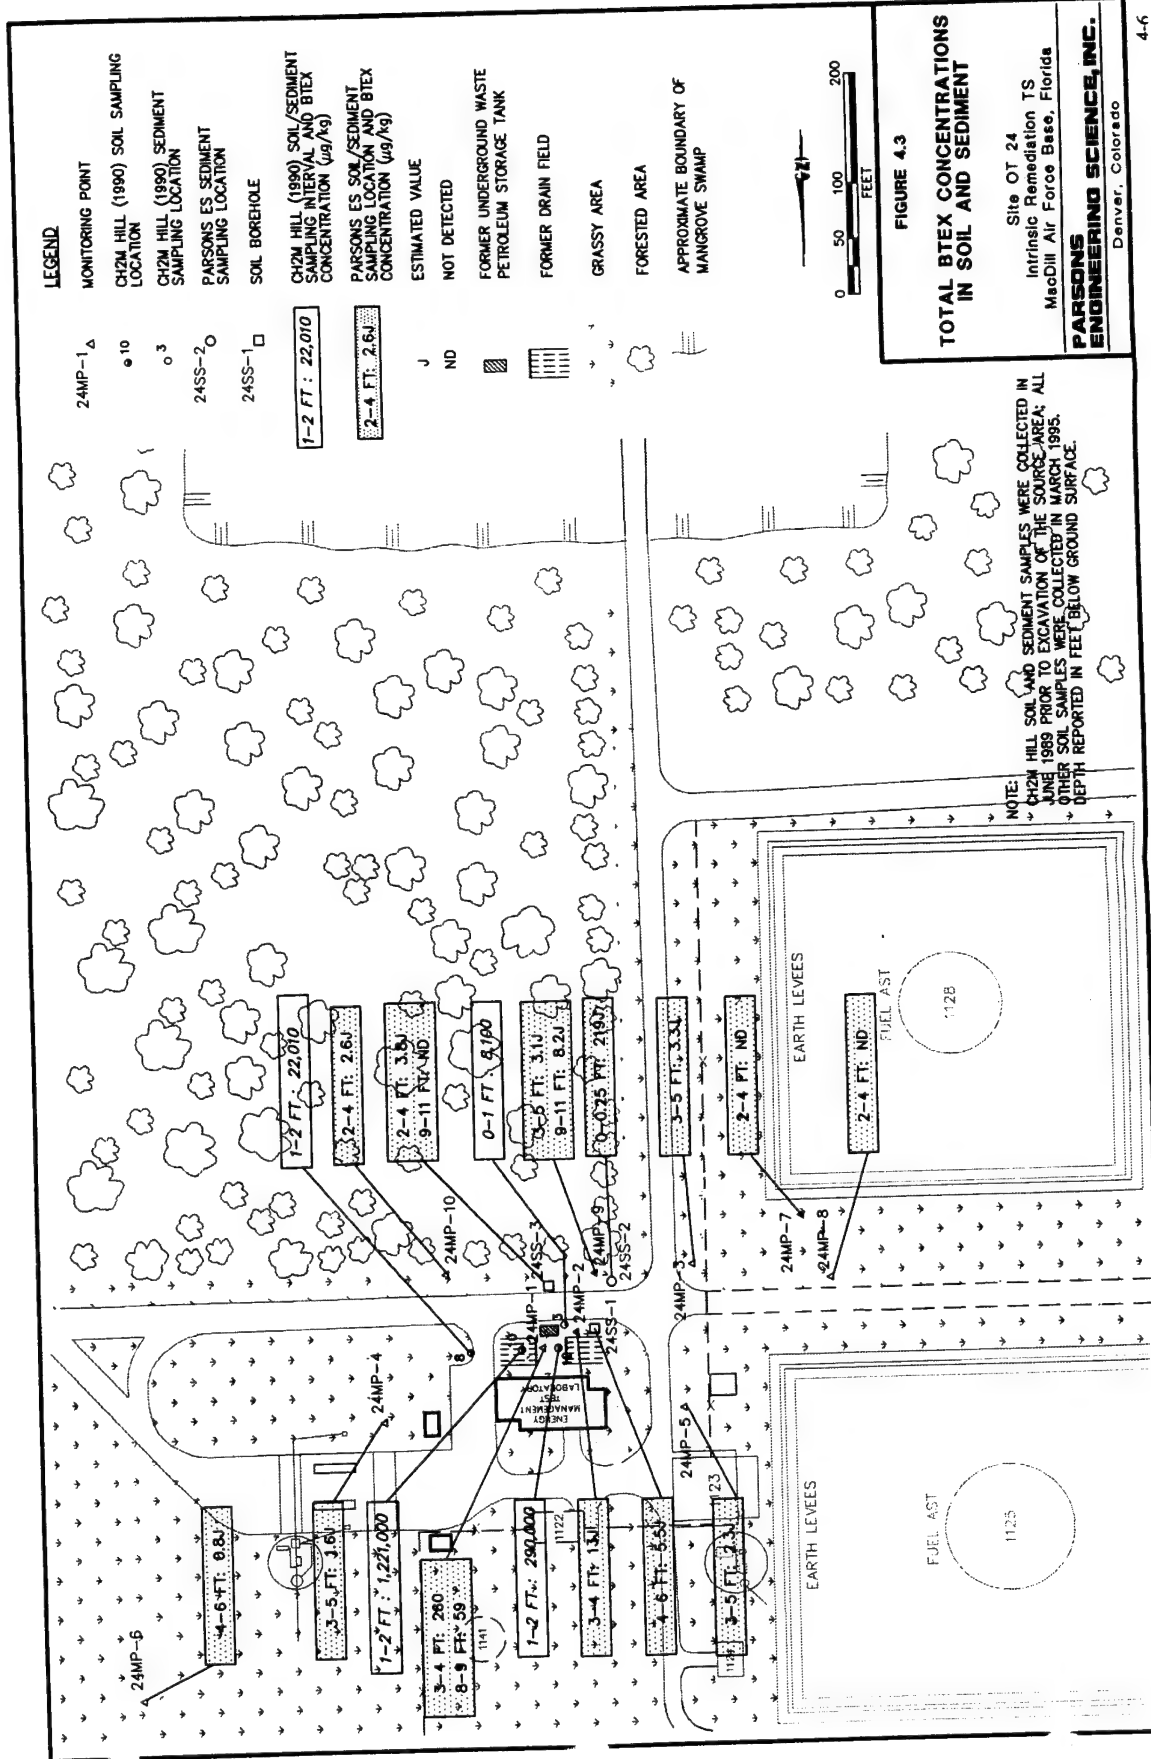 LEGEND
24MP-1
MONITORING POINT
10
CH2M HILL (1990) SOIL SAMPLING
LOCATION
3
CH2M HILL (1990) SEDIMENT
SAMPLING LOCATION
24SS-2
PARSONS ES SEDIMENT
SAMPLING LOCATION
24SS-1
SOIL BOREHOLE
1-2 FT : 22,010
CH2M HILL (1990) SOIL/SEDIMENT
SAMPLING INTERVAL AND BTEX
CONCENTRATION (µg/kg)
2-4 FT: 2.6J
PARSONS ES SOIL/SEDIMENT
SAMPLING LOCATION AND BTEX
CONCENTRATION (µg/kg)
J
ESTIMATED VALUE
ND
NOT DETECTED
FORMER UNDERGROUND WASTE
PETROLEUM STORAGE TANK
FORMER DRAIN FIELD
GRASSY AREA
FORESTED AREA
APPROXIMATE BOUNDARY OF
MANGROVE SWAMP
0 50 100 200
FEET
FIGURE 4.3
TOTAL BTEX CONCENTRATIONS
IN SOIL AND SEDIMENT
Site OT 24
Intrinsic Remediation TS
MacDill Air Force Base, Florida
PARSONS
ENGINEERING SCIENCE, INC.
Denver, Colorado
4-6
NOTE:
CH2M HILL SOIL AND SEDIMENT SAMPLES WERE COLLECTED IN
JUNE 1989 PRIOR TO EXCAVATION OF THE SOURCE AREA; ALL
OTHER SOIL SAMPLES WERE COLLECTED IN MARCH 1995.
DEPTH REPORTED IN FEET BELOW GROUND SURFACE.
1-2 FT : 22,010
2-4 FT: 2.6J
2-4 FT: 3.8J
9-11 FT: ND
0-1 FT : 8,190
3-5 FT: 3.1J
9-11 FT: 8.2J
0-0.25 FT: 219J
3-5 FT: 3.3J
2-4 FT: ND
2-4 FT: ND
24MP-10
24SS-3
24MP-1
24MP-9
24MP-2
24SS-2
24SS-1
24MP-3
24MP-7
24MP-8
24MP-4
24MP-5
24MP-6
8
3
ENERGY
MANAGEMENT
TEST
LABORATORY
4-6 FT: 0.8J
3-5 FT: 3.6J
1-2 FT : 1,221,000
3-4 FT: 260
8-9 FT: 59
1-2 FT : 290,000
3-4 FT: 13J
4-6 FT: 5.5J
3-5 FT: 2.3J
1141
1122
1123
EARTH LEVEES
FUEL AST
1128
EARTH LEVEES
FUEL AST
1125